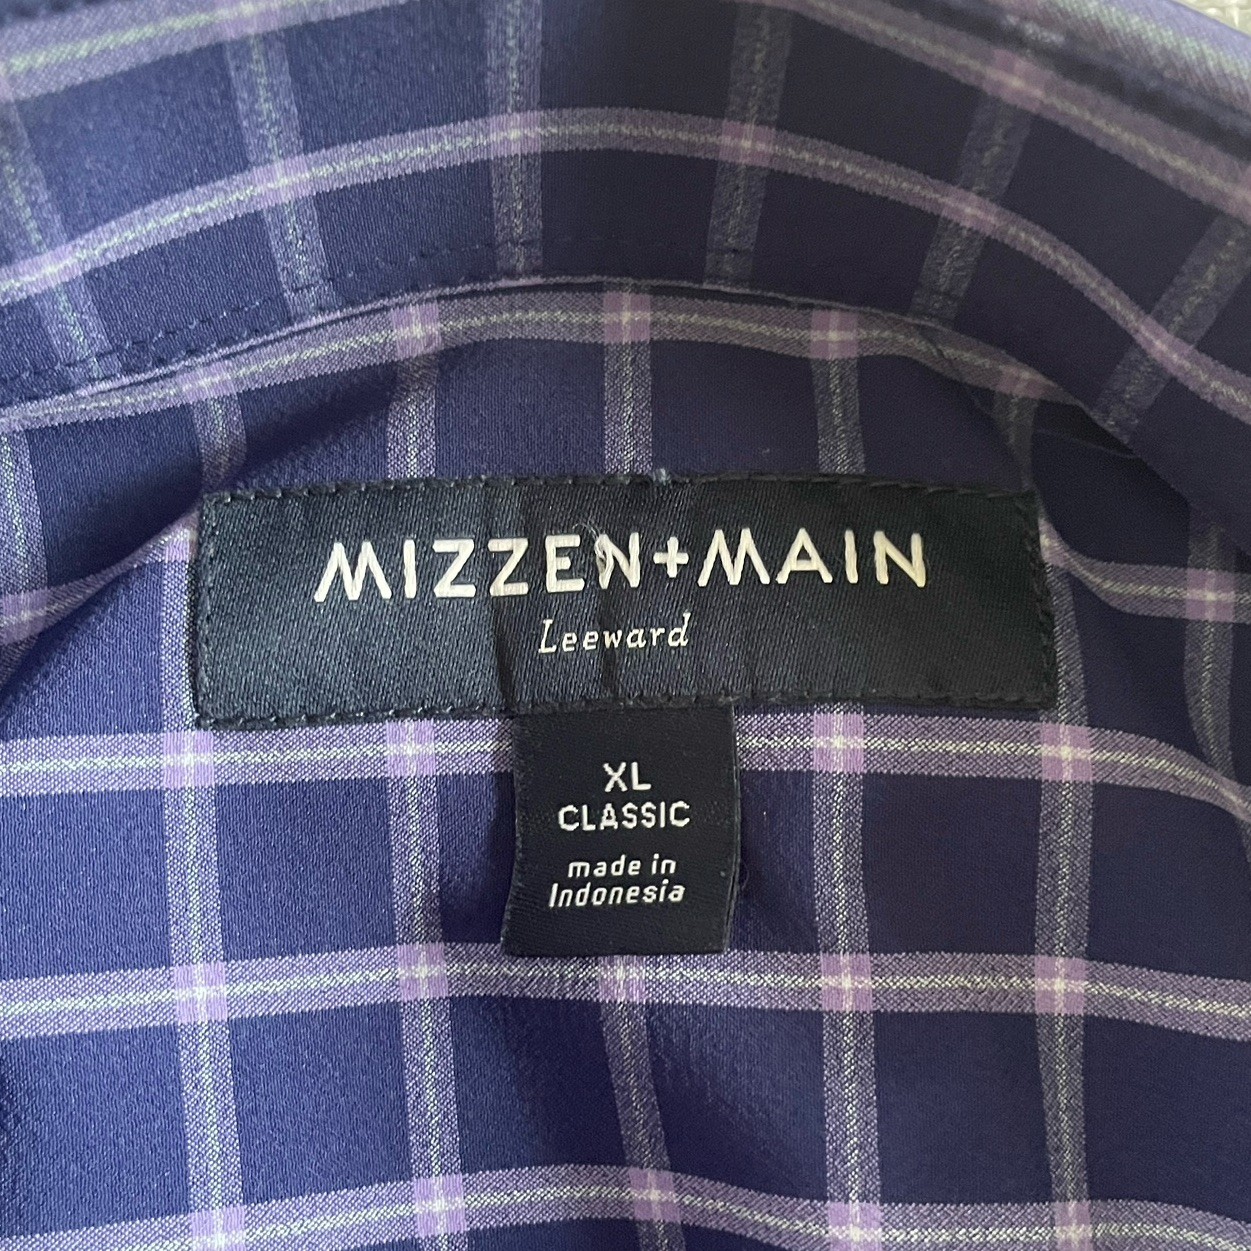 MIZZEN+MAIN
Leeward
XL
CLASSIC
made in
Indonesia